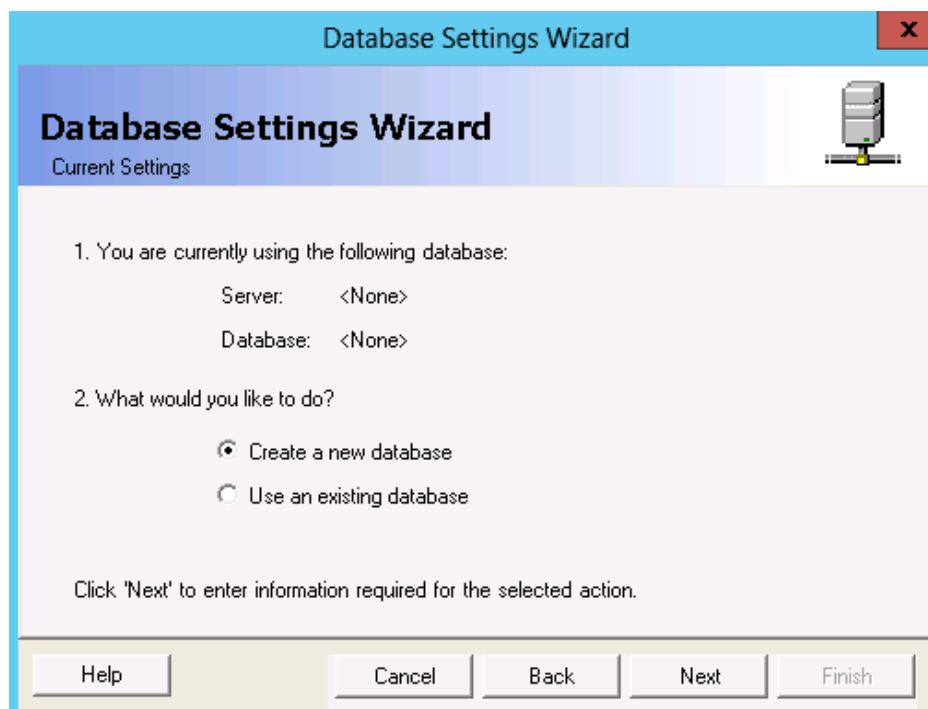 Database Settings Wizard
x
Database Settings Wizard
Current Settings
1. You are currently using the following database:
Server: <None>
Database: <None>
2. What would you like to do?
Create a new database
Use an existing database
Click 'Next' to enter information required for the selected action.
Help Cancel Back Next Finish